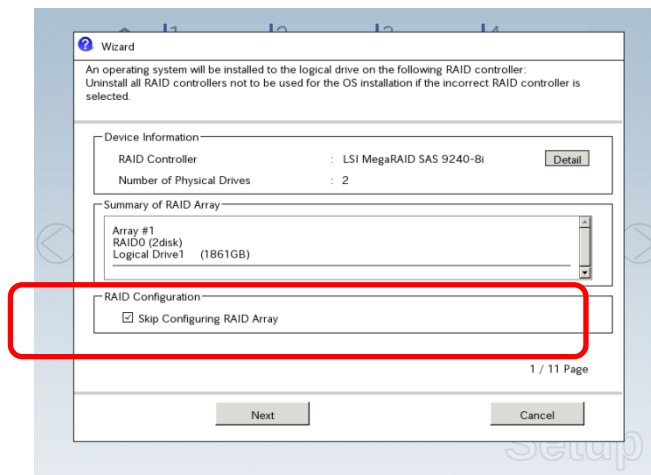 Wizard
An operating system will be installed to the logical drive on the following RAID controller:
Uninstall all RAID controllers not to be used for the OS installation if the incorrect RAID controller is
selected.
Device Information
RAID Controller : LSI MegaRAID SAS 9240-8i Detail
Number of Physical Drives : 2
Summary of RAID Array
Array #1
RAID0 (2disk)
Logical Drive1 (1861GB)
RAID Configuration
Skip Configuring RAID Array
1 / 11 Page
Next Cancel
Setup